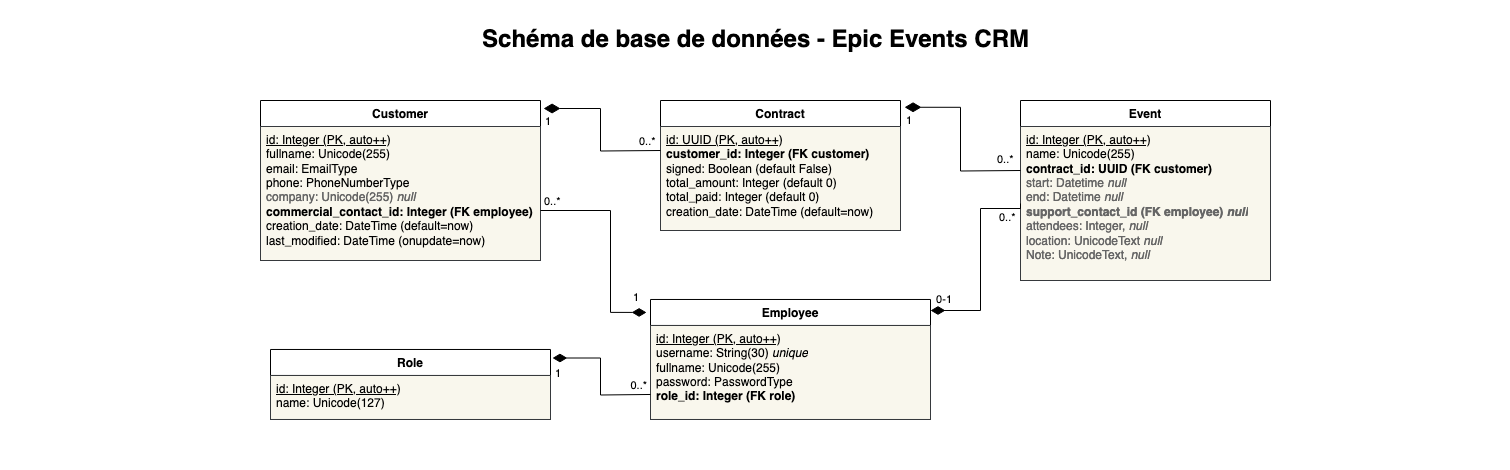 Schéma de base de données - Epic Events CRM
Customer
id: Integer (PK, auto++)
fullname: Unicode(255)
email: EmailType
phone: PhoneNumberType
company: Unicode(255) null
commercial_contact_id: Integer (FK employee)
creation_date: DateTime (default=now)
last_modified: DateTime (onupdate=now)
1
0..*
0..*
1
Contract
id: UUID (PK, auto++)
customer_id: Integer (FK customer)
signed: Boolean (default False)
total_amount: Integer (default 0)
total_paid: Integer (default 0)
creation_date: DateTime (default=now)
1
0..*
0..*
0-1
Event
id: Integer (PK, auto++)
name: Unicode(255)
contract_id: UUID (FK customer)
start: Datetime null
end: Datetime null
support_contact_id (FK employee) null
attendees: Integer, null
location: UnicodeText null
Note: UnicodeText, null
Employee
id: Integer (PK, auto++)
username: String(30) unique
fullname: Unicode(255)
password: PasswordType
role_id: Integer (FK role)
Role
id: Integer (PK, auto++)
name: Unicode(127)
1
0..*